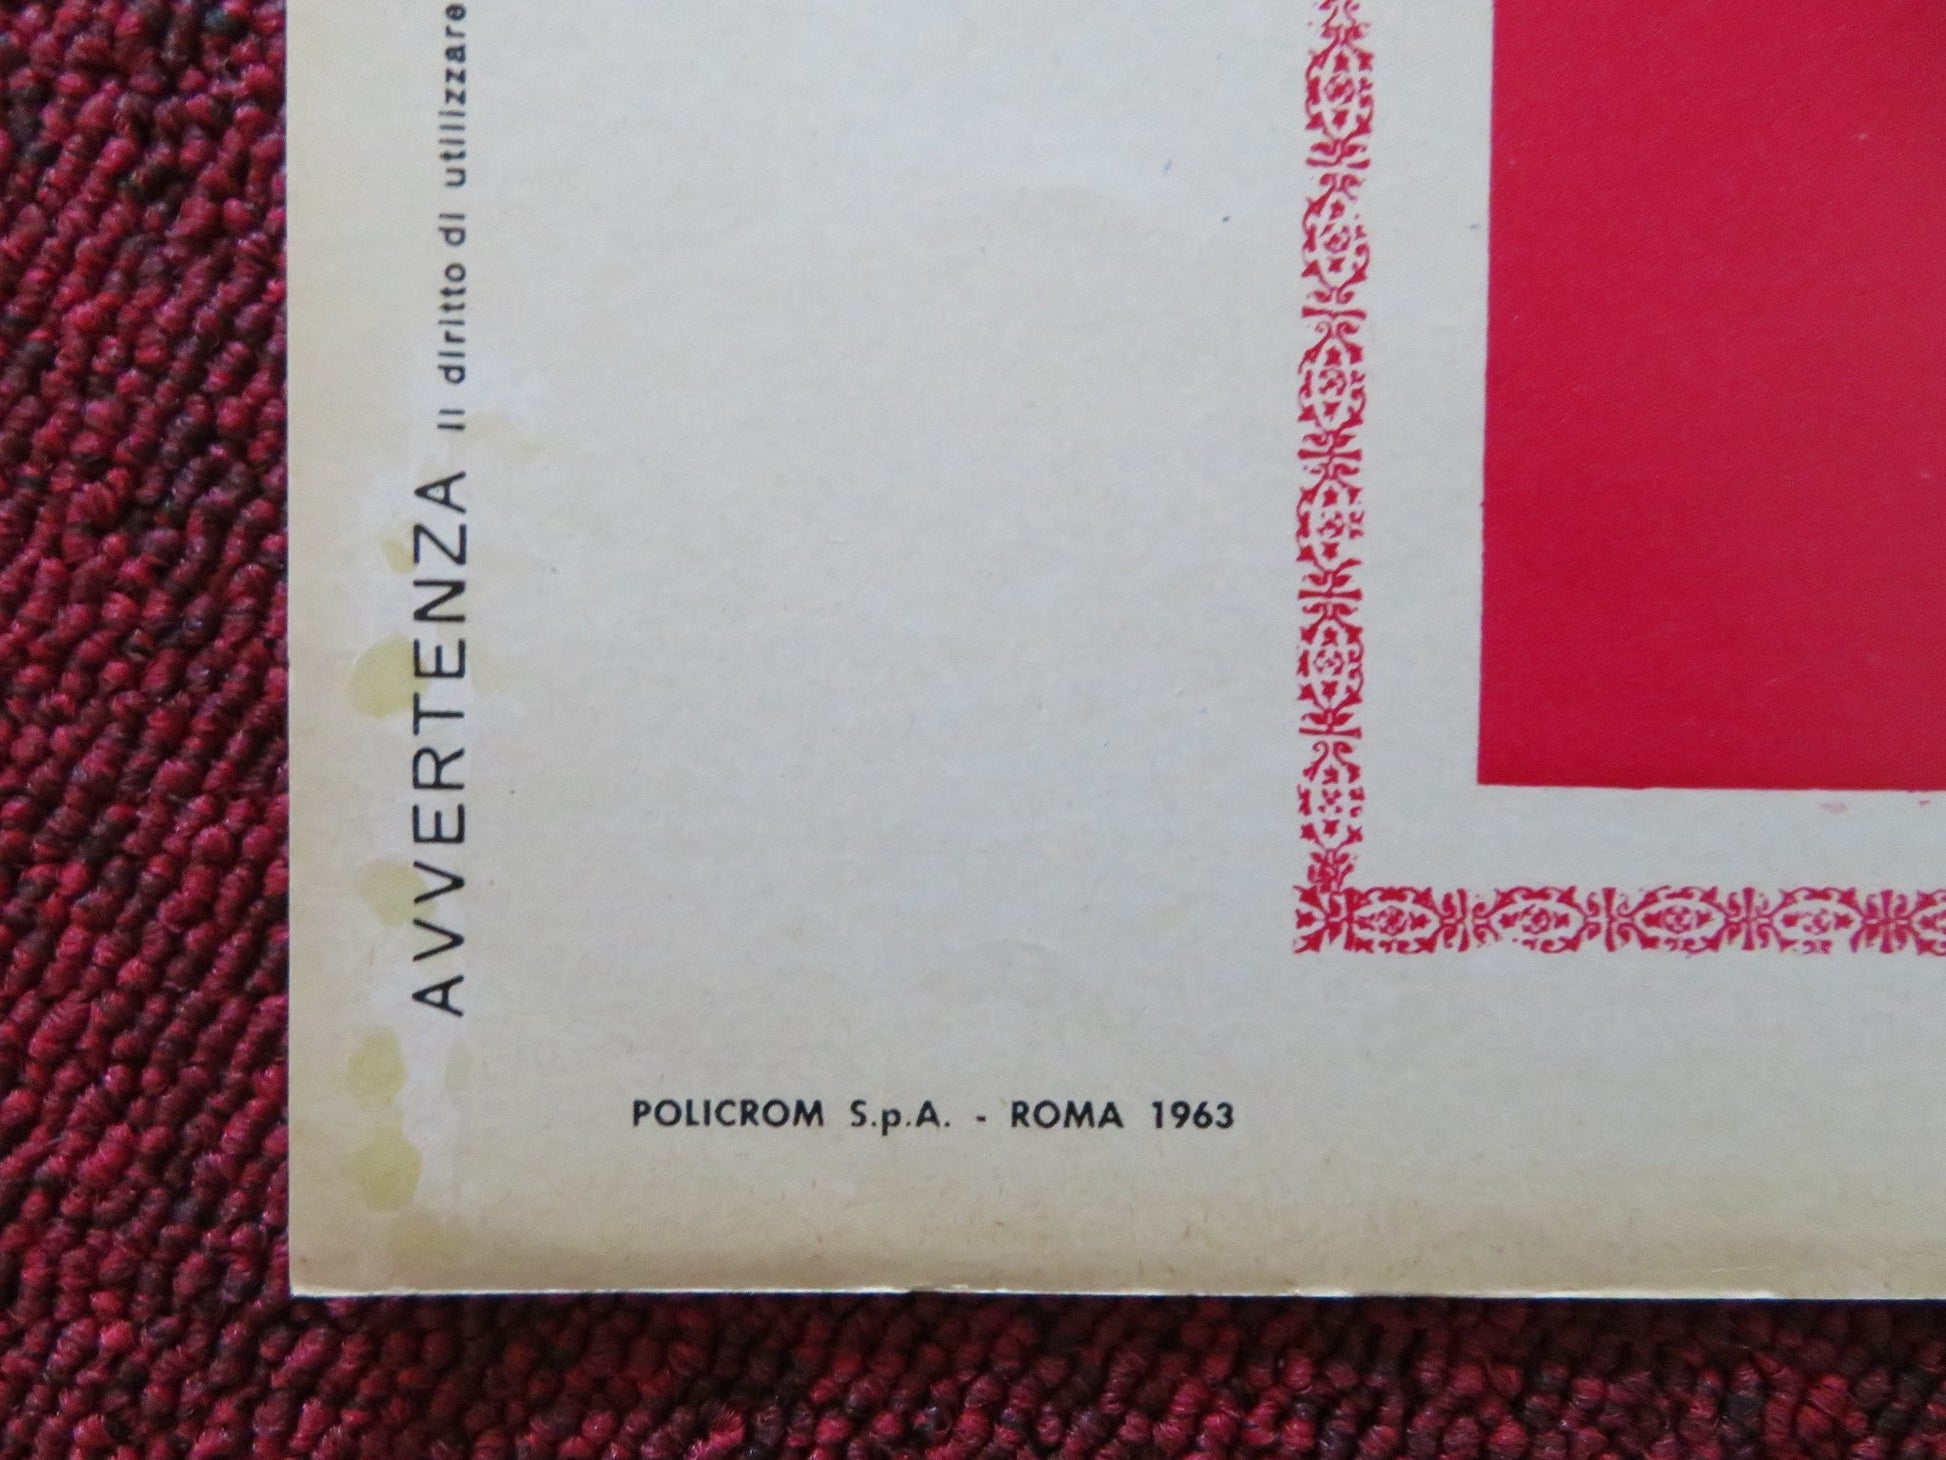 AVVERTENZA Il diritto di utilizzare
POLICROM S.p.A. - ROMA 1963